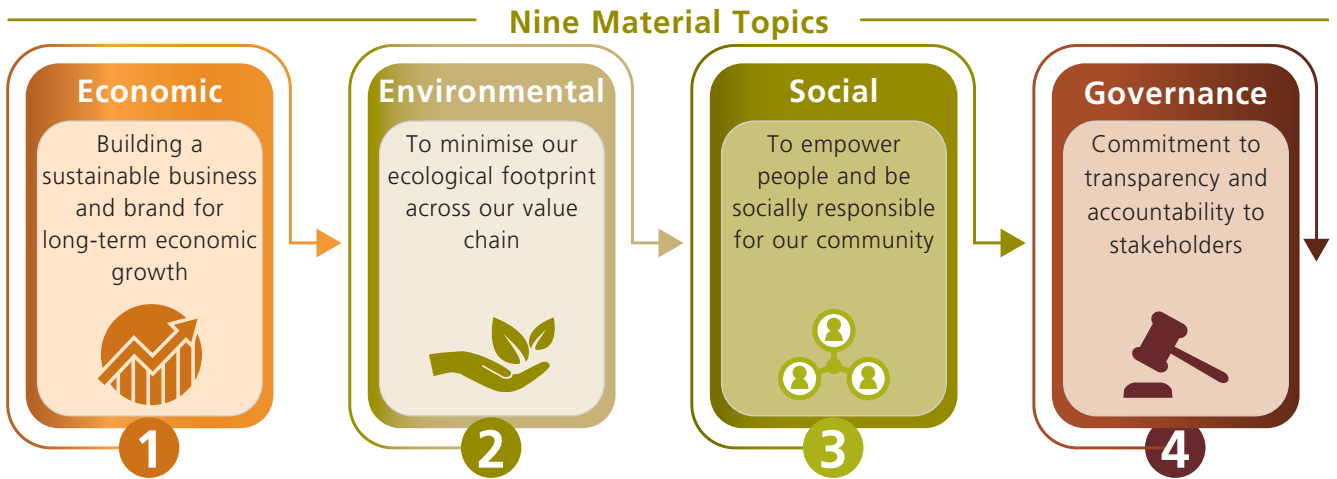 Nine Material Topics
Economic
Building a
sustainable business
and brand for
long-term economic
growth
1
Environmental
To minimise our
ecological footprint
across our value
chain
2
Social
To empower
people and be
socially responsible
for our community
3
Governance
Commitment to
transparency and
accountability to
stakeholders
4